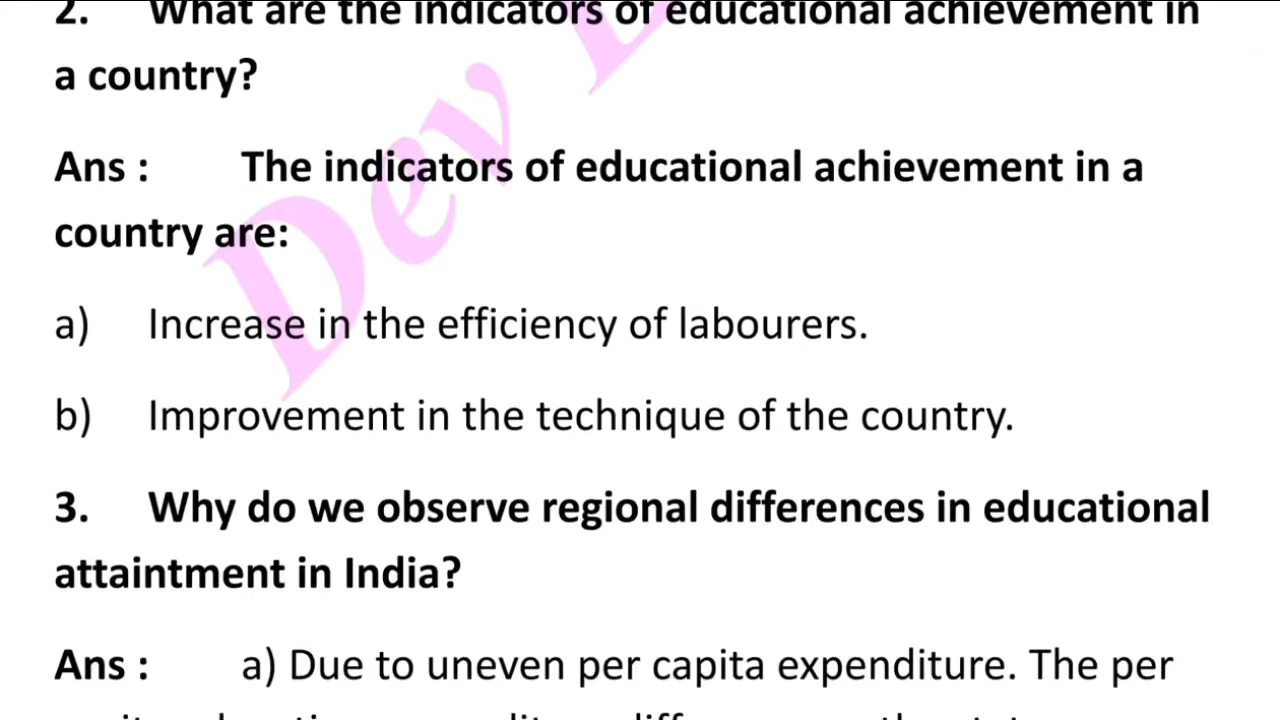 2. What are the indicators of educational achievement in
a country?
Ans : The indicators of educational achievement in a
country are:
a) Increase in the efficiency of labourers.
b) Improvement in the technique of the country.
3. Why do we observe regional differences in educational
attaintment in India?
Ans : a) Due to uneven per capita expenditure. The per
Dev